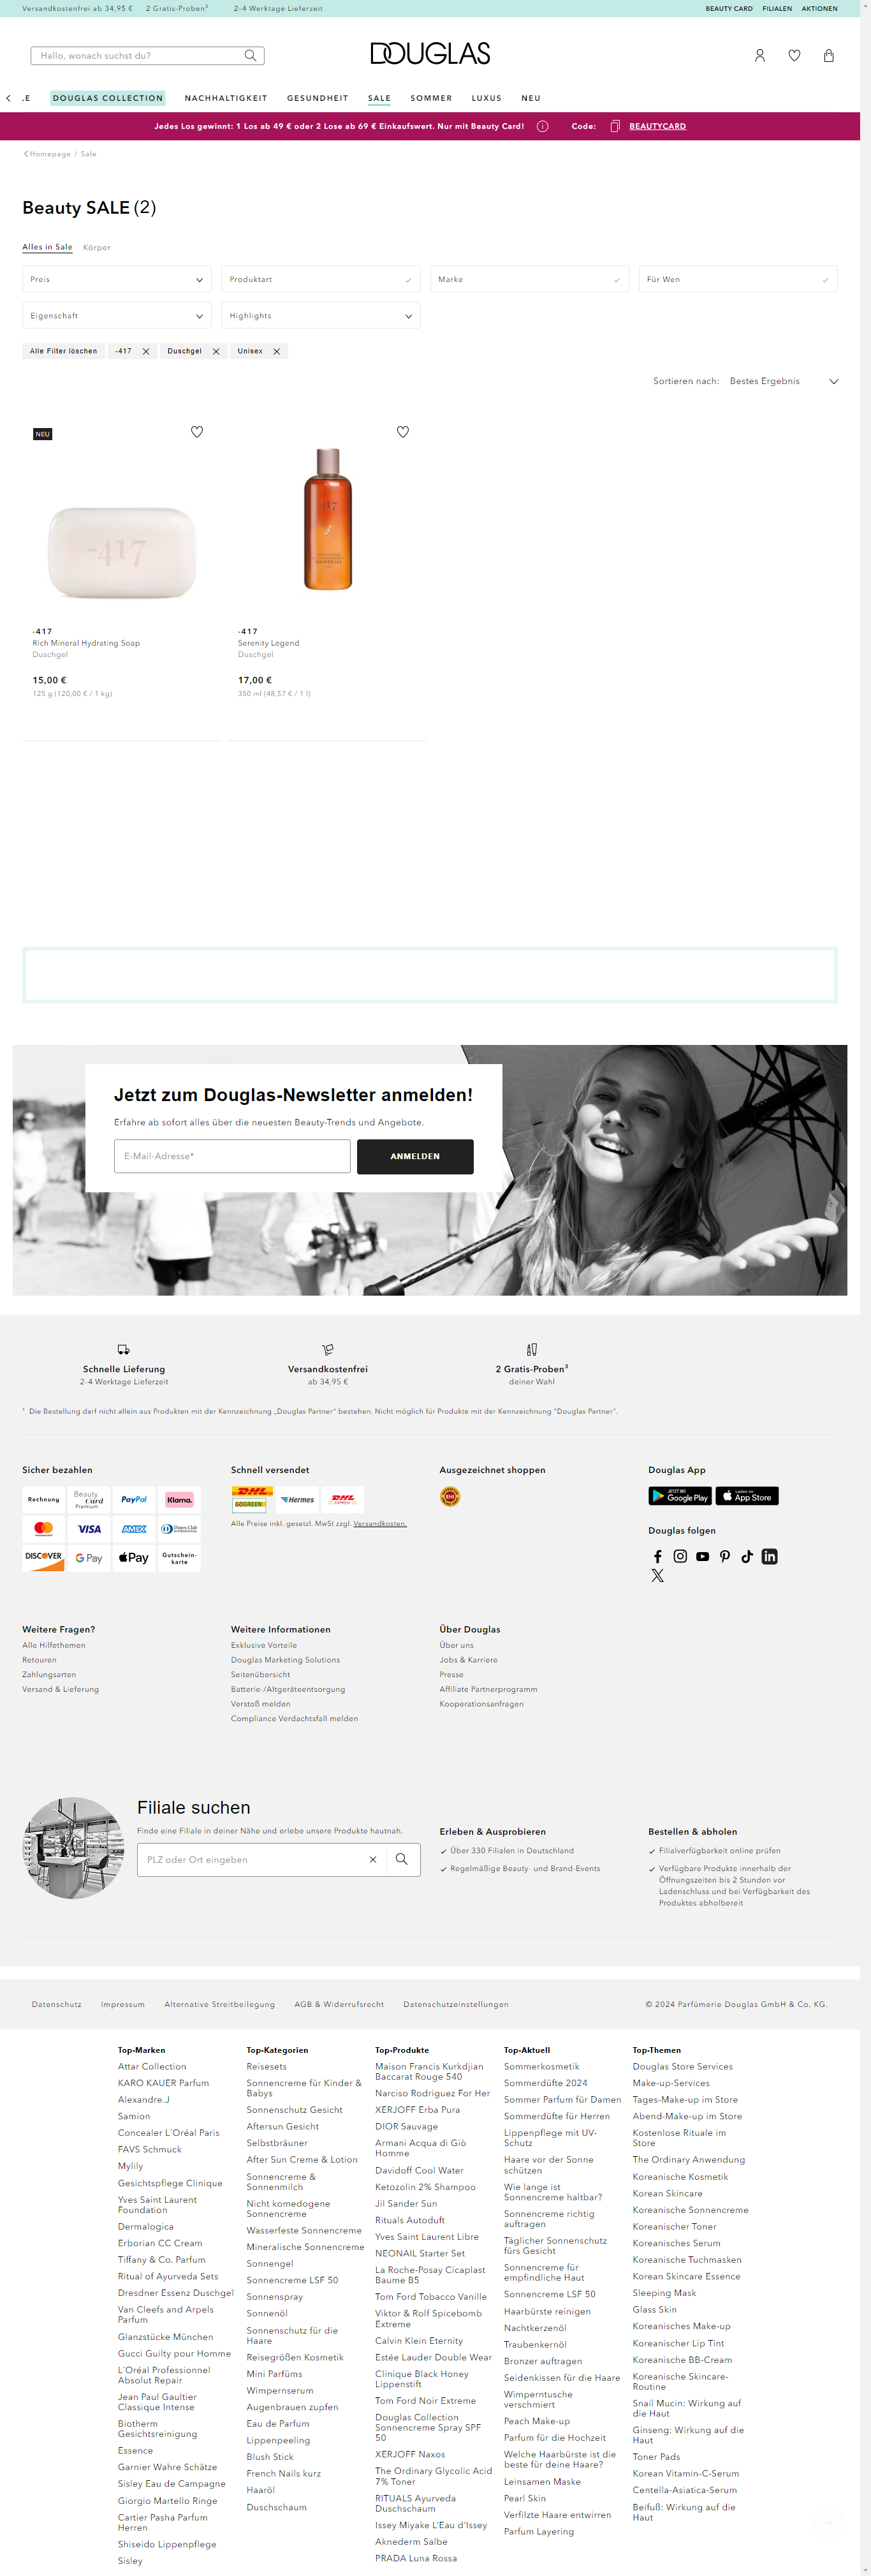 Versandkostenfrei ab 34,95 € 2 Gratis-Proben³ 2–4 Werktage Lieferzeit BEAUTY CARD FILIALEN AKTIONEN
Hallo, wonach suchst du? DOUGLAS
LE DOUGLAS COLLECTION NACHHALTIGKEIT GESUNDHEIT SALE SOMMER LUXUS NEU
Jedes Los gewinnt: 1 Los ab 49 € oder 2 Lose ab 69 € Einkaufswert. Nur mit Beauty Card! Code: BEAUTYCARD
Homepage / Sale
Beauty SALE (2)
Alles in Sale Körper
Preis Produktart Marke Für Wen
Eigenschaft Highlights
Alle Filter löschen -417 Duschgel Unisex
Sortieren nach: Bestes Ergebnis
NEU
-417
-417
-417 -417
Rich Mineral Hydrating Soap Serenity Legend
Duschgel Duschgel
15,00 € 17,00 €
125 g (120,00 € / 1 kg) 350 ml (48,57 € / 1 l)
Jetzt zum Douglas-Newsletter anmelden!
Erfahre ab sofort alles über die neuesten Beauty-Trends und Angebote.
E-Mail-Adresse* ANMELDEN
Schnelle Lieferung Versandkostenfrei 2 Gratis-Proben³
2-4 Werktage Lieferzeit ab 34,95 € deiner Wahl
³ Die Bestellung darf nicht allein aus Produkten mit der Kennzeichnung „Douglas Partner" bestehen. Nicht möglich für Produkte mit der Kennzeichnung "Douglas Partner".
Sicher bezahlen Schnell versendet Ausgezeichnet shoppen Douglas App
Rechnung Beauty Card Premium PayPal Klarna. DHL GOGREEN Hermes DHL EXPRESS EHI JETZT BEI Google Play Laden im App Store
mastercard VISA AMEX Diners Club Alle Preise inkl. gesetzl. MwSt zzgl. Versandkosten. Douglas folgen
DISCOVER G Pay Pay Gutschein-karte
Weitere Fragen? Weitere Informationen Über Douglas
Alle Hilfethemen Exklusive Vorteile Über uns
Retouren Douglas Marketing Solutions Jobs & Karriere
Zahlungsarten Seitenübersicht Presse
Versand & Lieferung Batterie-/Altgeräteentsorgung Affiliate Partnerprogramm
Verstoß melden Kooperationsanfragen
Compliance Verdachtsfall melden
Filiale suchen
Finde eine Filiale in deiner Nähe und erlebe unsere Produkte hautnah.
PLZ oder Ort eingeben
Erleben & Ausprobieren
Über 330 Filialen in Deutschland
Regelmäßige Beauty- und Brand-Events
Bestellen & abholen
Filialverfügbarkeit online prüfen
Verfügbare Produkte innerhalb der
Öffnungszeiten bis 2 Stunden vor
Ladenschluss und bei Verfügbarkeit des
Produktes abholbereit
Datenschutz Impressum Alternative Streitbeilegung AGB & Widerrufsrecht Datenschutzeinstellungen © 2024 Parfümerie Douglas GmbH & Co. KG.
Top-Marken
Attar Collection
KARO KAUER Parfum
Alexandre.J
Samion
Concealer L'Oréal Paris
FAVS Schmuck
Mylily
Gesichtspflege Clinique
Yves Saint Laurent
Foundation
Dermalogica
Erborian CC Cream
Tiffany & Co. Parfum
Ritual of Ayurveda Sets
Dresdner Essenz Duschgel
Van Cleefs and Arpels
Parfum
Glanzstücke München
Gucci Guilty pour Homme
L'Oréal Professionnel
Absolut Repair
Jean Paul Gaultier
Classique Intense
Biotherm
Gesichtsreinigung
Essence
Garnier Wahre Schätze
Sisley Eau de Campagne
Giorgio Martello Ringe
Cartier Pasha Parfum
Herren
Shiseido Lippenpflege
Sisley
Top-Kategorien
Reisesets
Sonnencreme für Kinder &
Babys
Sonnenschutz Gesicht
Aftersun Gesicht
Selbstbräuner
After Sun Creme & Lotion
Sonnencreme &
Sonnenmilch
Nicht komedogene
Sonnencreme
Wasserfeste Sonnencreme
Mineralische Sonnencreme
Sonnengel
Sonnencreme LSF 50
Sonnenspray
Sonnenöl
Sonnenschutz für die
Haare
Reisegrößen Kosmetik
Mini Parfüms
Wimpernserum
Augenbrauen zupfen
Eau de Parfum
Lippenpeeling
Blush Stick
French Nails kurz
Haaröl
Duschschaum
Top-Produkte
Maison Francis Kurkdjian
Baccarat Rouge 540
Narciso Rodriguez For Her
XERJOFF Erba Pura
DIOR Sauvage
Armani Acqua di Giò
Homme
Davidoff Cool Water
Ketozolin 2% Shampoo
Jil Sander Sun
Rituals Autoduft
Yves Saint Laurent Libre
NEONAIL Starter Set
La Roche-Posay Cicaplast
Baume B5
Tom Ford Tobacco Vanille
Viktor & Rolf Spicebomb
Extreme
Calvin Klein Eternity
Estée Lauder Double Wear
Clinique Black Honey
Lippenstift
Tom Ford Noir Extreme
Douglas Collection
Sonnencreme Spray SPF
50
XERJOFF Naxos
The Ordinary Glycolic Acid
7% Toner
RITUALS Ayurveda
Duschschaum
Issey Miyake L'Eau d'Issey
Aknederm Salbe
PRADA Luna Rossa
Top-Aktuell
Sommerkosmetik
Sommerdüfte 2024
Sommer Parfum für Damen
Sommerdüfte für Herren
Lippenpflege mit UV-
Schutz
Haare vor der Sonne
schützen
Wie lange ist
Sonnencreme haltbar?
Sonnencreme richtig
auftragen
Täglicher Sonnenschutz
fürs Gesicht
Sonnencreme für
empfindliche Haut
Sonnencreme LSF 50
Haarbürste reinigen
Nachtkerzenöl
Traubenkernöl
Bronzer auftragen
Seidenkissen für die Haare
Wimperntusche
verschmiert
Peach Make-up
Parfum für die Hochzeit
Welche Haarbürste ist die
beste für deine Haare?
Leinsamen Maske
Pearl Skin
Verfilzte Haare entwirren
Parfum Layering
Top-Themen
Douglas Store Services
Make-up-Services
Tages-Make-up im Store
Abend-Make-up im Store
Kostenlose Rituale im
Store
The Ordinary Anwendung
Koreanische Kosmetik
Korean Skincare
Koreanische Sonnencreme
Koreanischer Toner
Koreanisches Serum
Koreanische Tuchmasken
Korean Skincare Essence
Sleeping Mask
Glass Skin
Koreanisches Make-up
Koreanischer Lip Tint
Koreanische BB-Cream
Koreanische Skincare-
Routine
Snail Mucin: Wirkung auf
die Haut
Ginseng: Wirkung auf die
Haut
Toner Pads
Korean Vitamin-C-Serum
Centella-Asiatica-Serum
Beifuß: Wirkung auf die
Haut